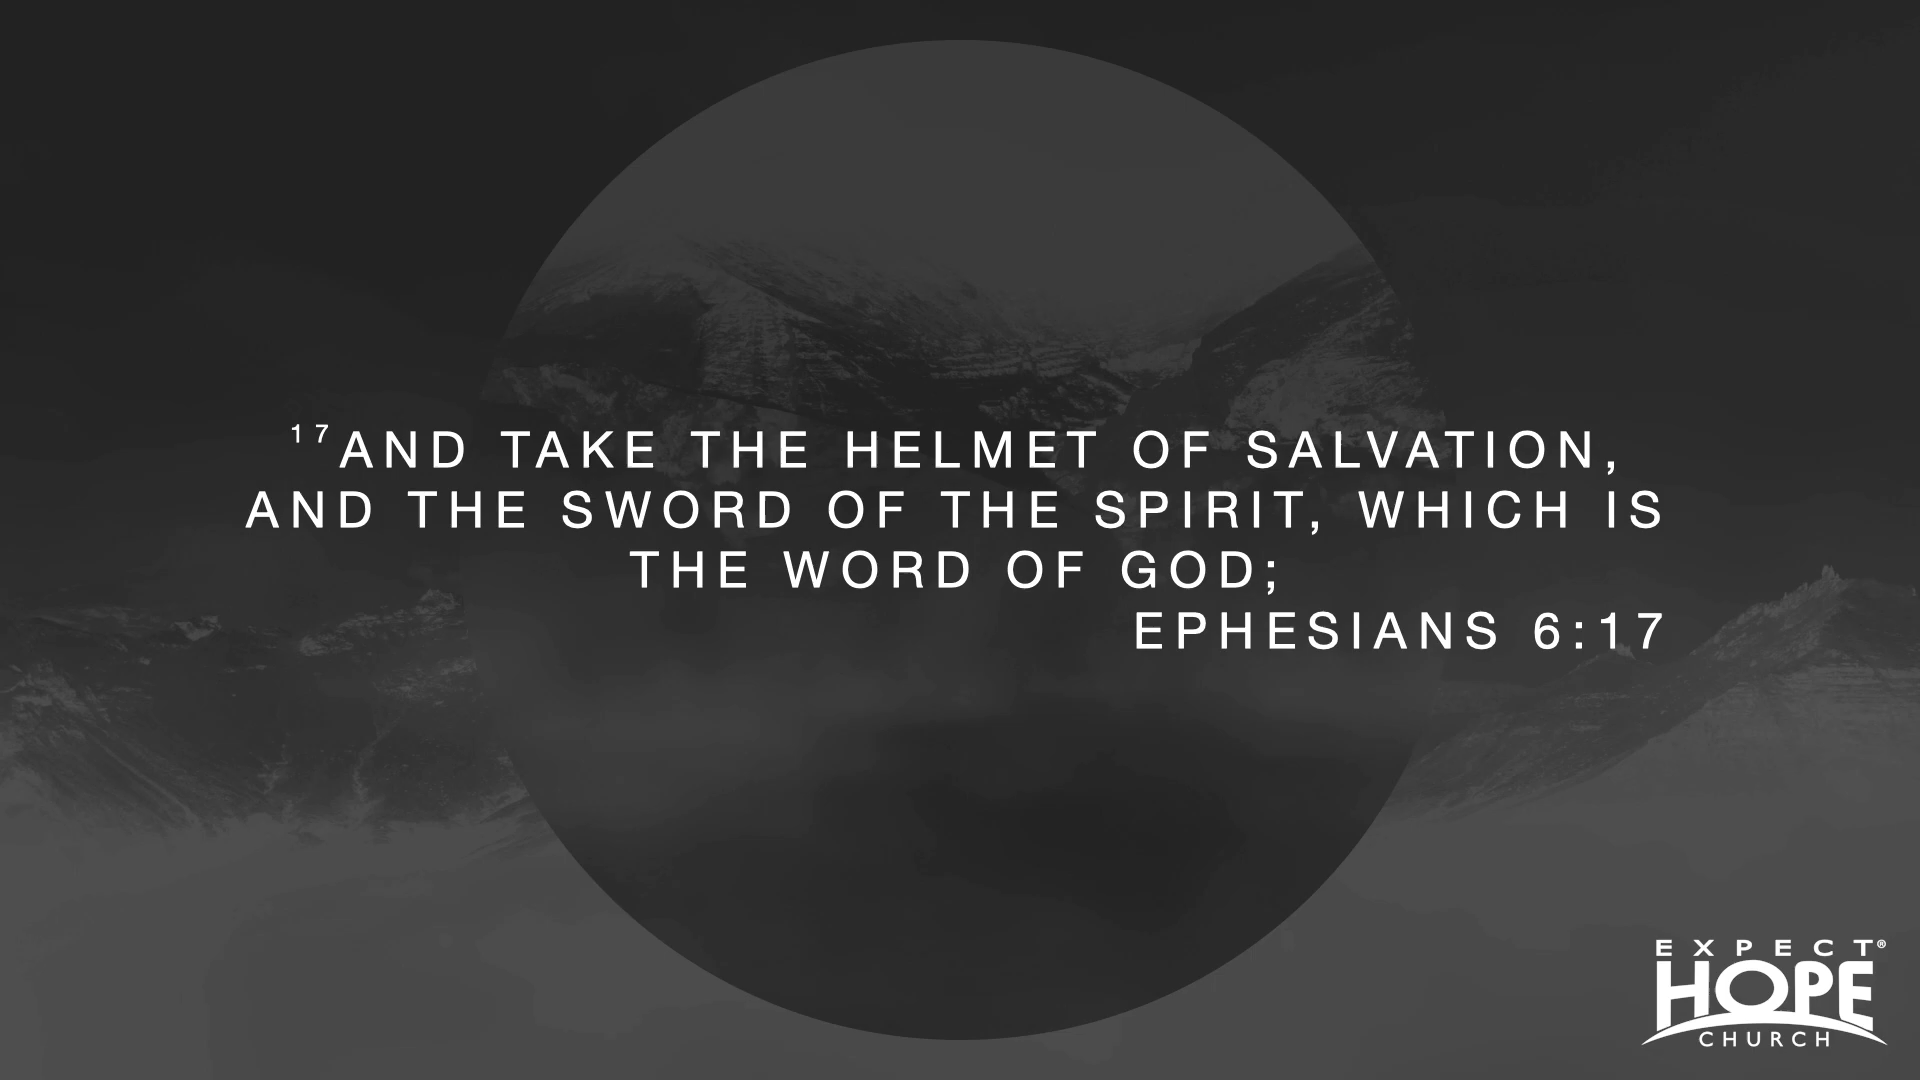 17AND TAKE THE HELMET OF SALVATION,
AND THE SWORD OF THE SPIRIT, WHICH IS
THE WORD OF GOD;
EPHESIANS 6:17
EXPECT®
HOPE
CHURCH